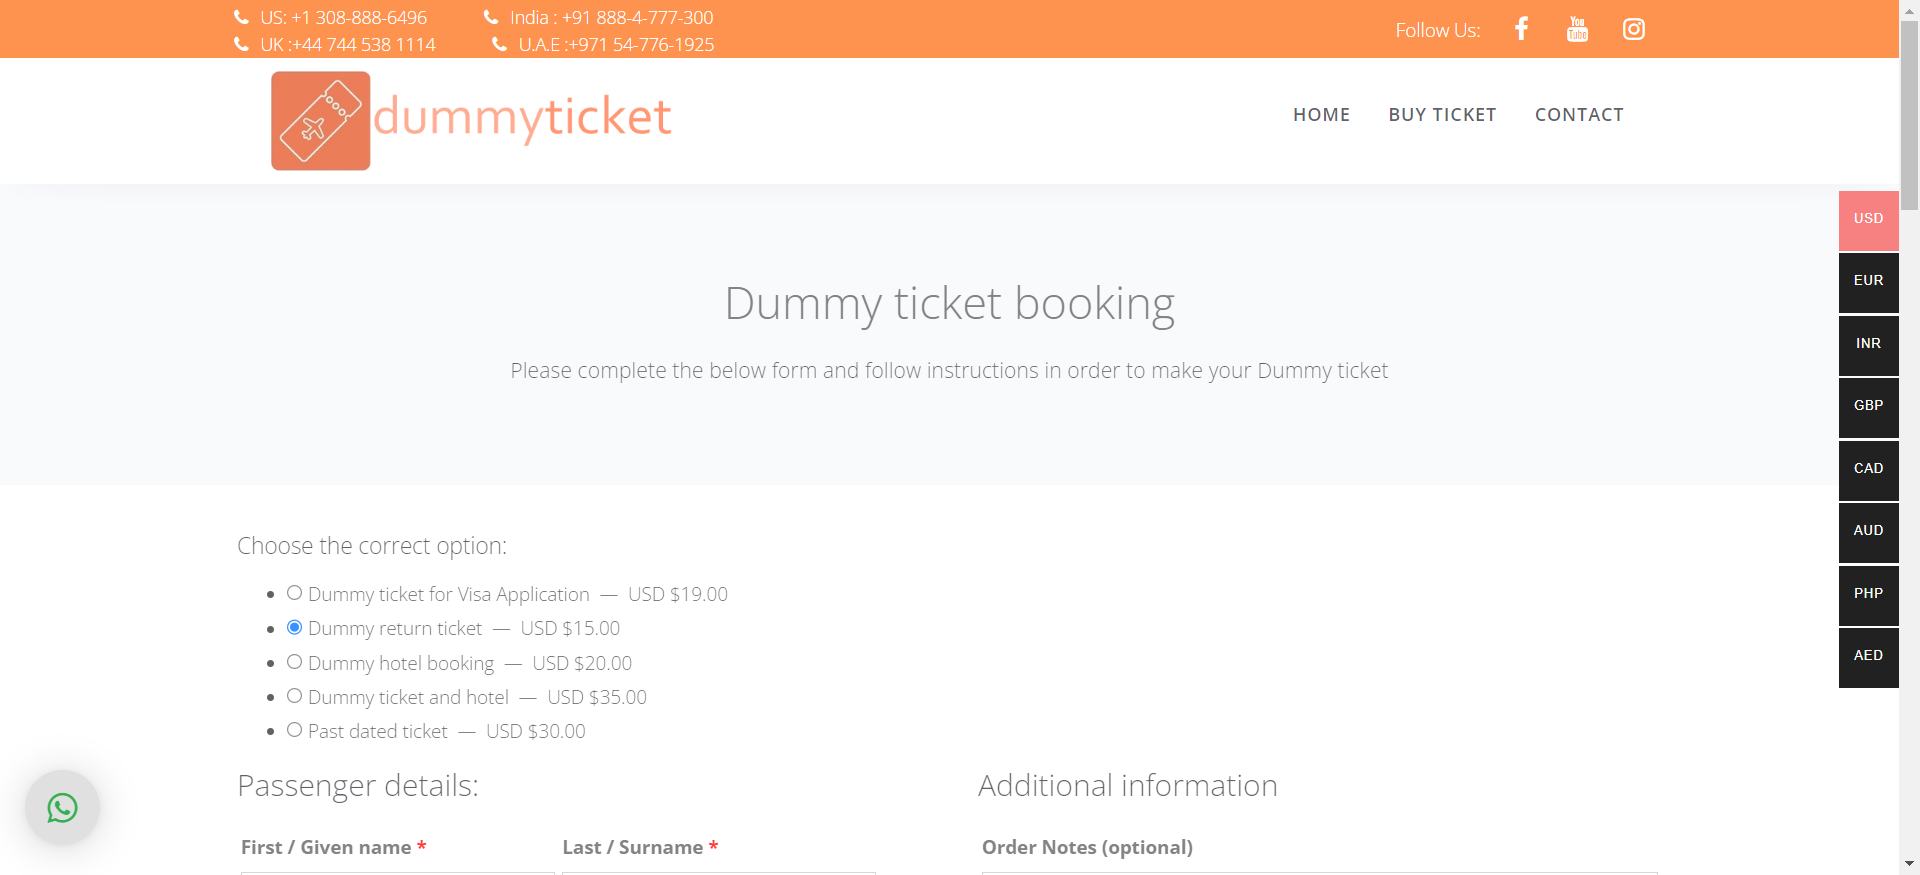 US: +1 308-888-6496
India : +91 888-4-777-300
UK :+44 744 538 1114
U.A.E :+971 54-776-1925
Follow Us:
You
Tube
dummyticket
HOME
BUY TICKET
CONTACT
USD
EUR
INR
GBP
CAD
AUD
PHP
AED
Dummy ticket booking
Please complete the below form and follow instructions in order to make your Dummy ticket
Choose the correct option:
Dummy ticket for Visa Application — USD $19.00
Dummy return ticket — USD $15.00
Dummy hotel booking — USD $20.00
Dummy ticket and hotel — USD $35.00
Past dated ticket — USD $30.00
Passenger details:
First / Given name *
Last / Surname *
Additional information
Order Notes (optional)